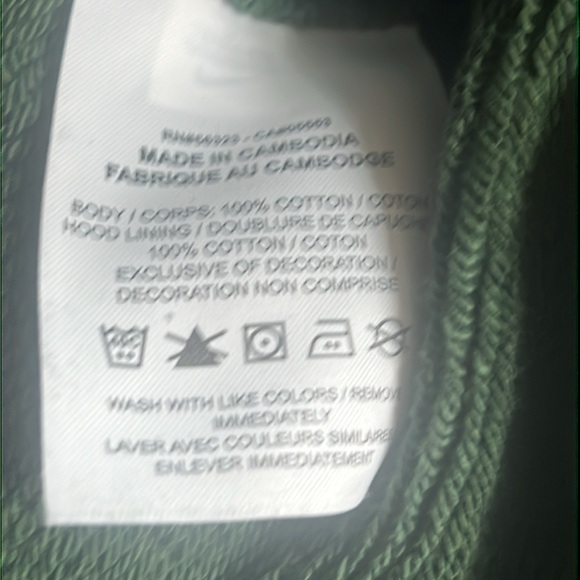 MADE IN CAMBODIA
FABRIQUE AU CAMBODGE
BODY / CORPS: 100% COTTON / COTON
HOOD LINING / DOUBLURE DE CAPUCHE
100% COTTON / COTON
EXCLUSIVE OF DECORATION /
DECORATION NON COMPRISE
WASH WITH LIKE COLORS / REMOV
IMMEDIATELY
LAVER AVEC COULEURS SIMILAIRES
ENLEVER IMMEDIATEMENT